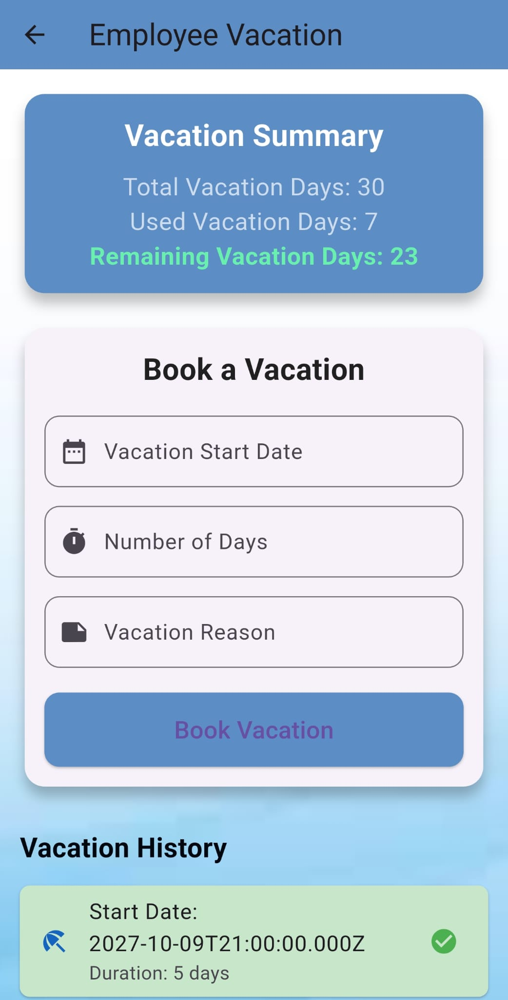 Employee Vacation
Vacation Summary
Total Vacation Days: 30
Used Vacation Days: 7
Remaining Vacation Days: 23
Book a Vacation
Vacation Start Date
Number of Days
Vacation Reason
Book Vacation
Vacation History
Start Date:
2027-10-09T21:00:00.000Z
Duration: 5 days